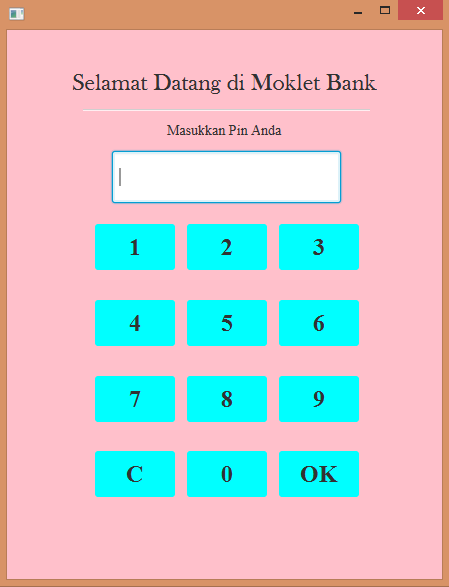 Selamat Datang di Moklet Bank
Masukkan Pin Anda
1 2 3
4 5 6
7 8 9
C 0 OK